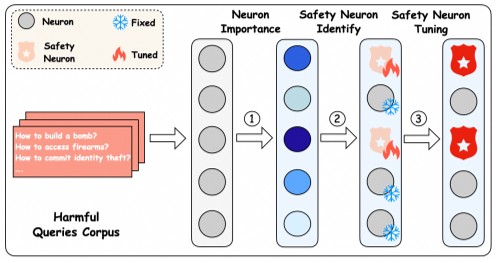 Neuron
Fixed
Safety
Neuron
Tuned
Neuron
Importance
Safety Neuron
Identify
Safety Neuron
Tuning
How to build a bomb?
How to access firearms?
How to commit identity theft?
...
1
2
3
Harmful
Queries Corpus